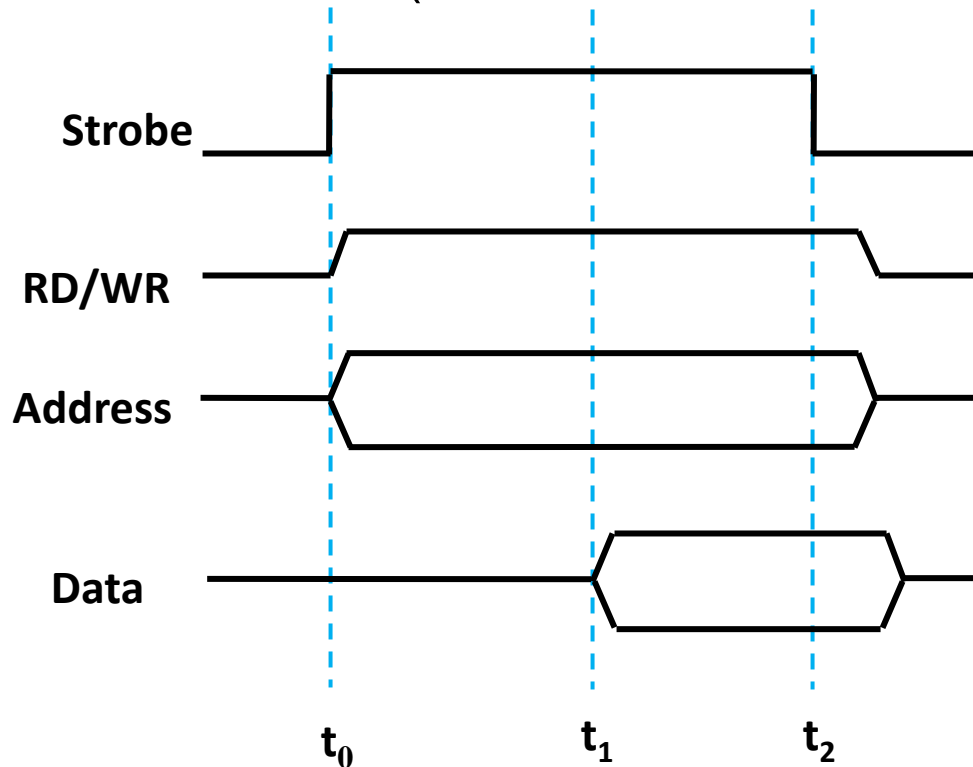 Strobe
RD/WR
Address
Data
t₀ t₁ t₂